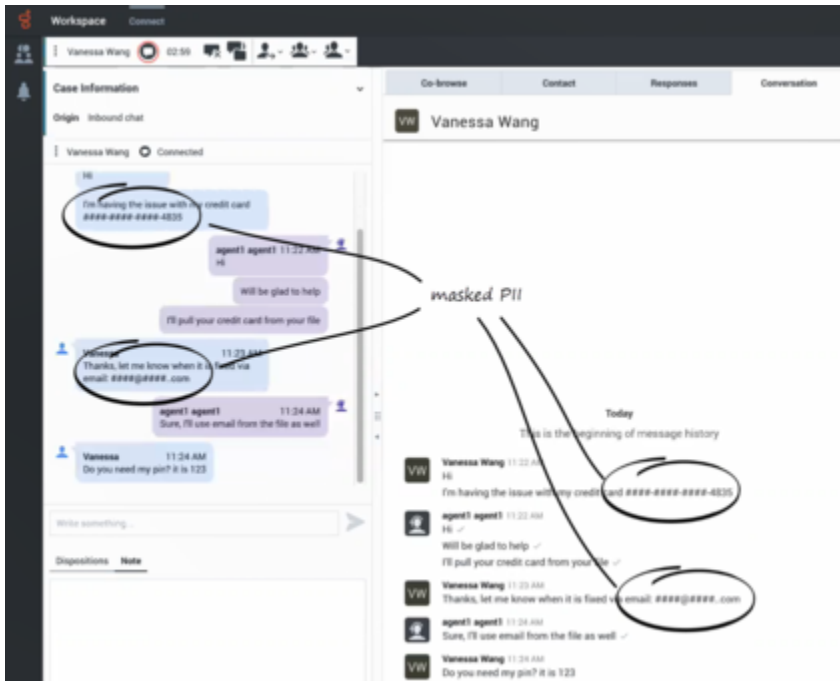 Workspace
Connect
Vanessa Wang
02:59
Case Information
Origin Inbound chat
Vanessa Wang Connected
Hi
I'm having the issue with my credit card
####-####-####-4835
agent1 agent1 11:22 AM
Hi
Will be glad to help
I'll pull your credit card from your file
Vanessa 11:23 AM
Thanks, let me know when it is fixed via
email: ####@####.com
agent1 agent1 11:24 AM
Sure, I'll use email from the file as well
Vanessa 11:24 AM
Do you need my pin? it is 123
Write something...
Dispositions Note
Co-browse Contact Responses Conversation
VW Vanessa Wang
masked PII
Today
This is the beginning of message history
VW Vanessa Wang 11:22 AM
Hi
I'm having the issue with my credit card ####-####-####-4835
agent1 agent1 11:22 AM
Hi
Will be glad to help
I'll pull your credit card from your file
VW Vanessa Wang 11:23 AM
Thanks, let me know when it is fixed via email: ####@####.com
agent1 agent1 11:24 AM
Sure, I'll use email from the file as well
VW Vanessa Wang 11:24 AM
Do you need my pin? it is 123